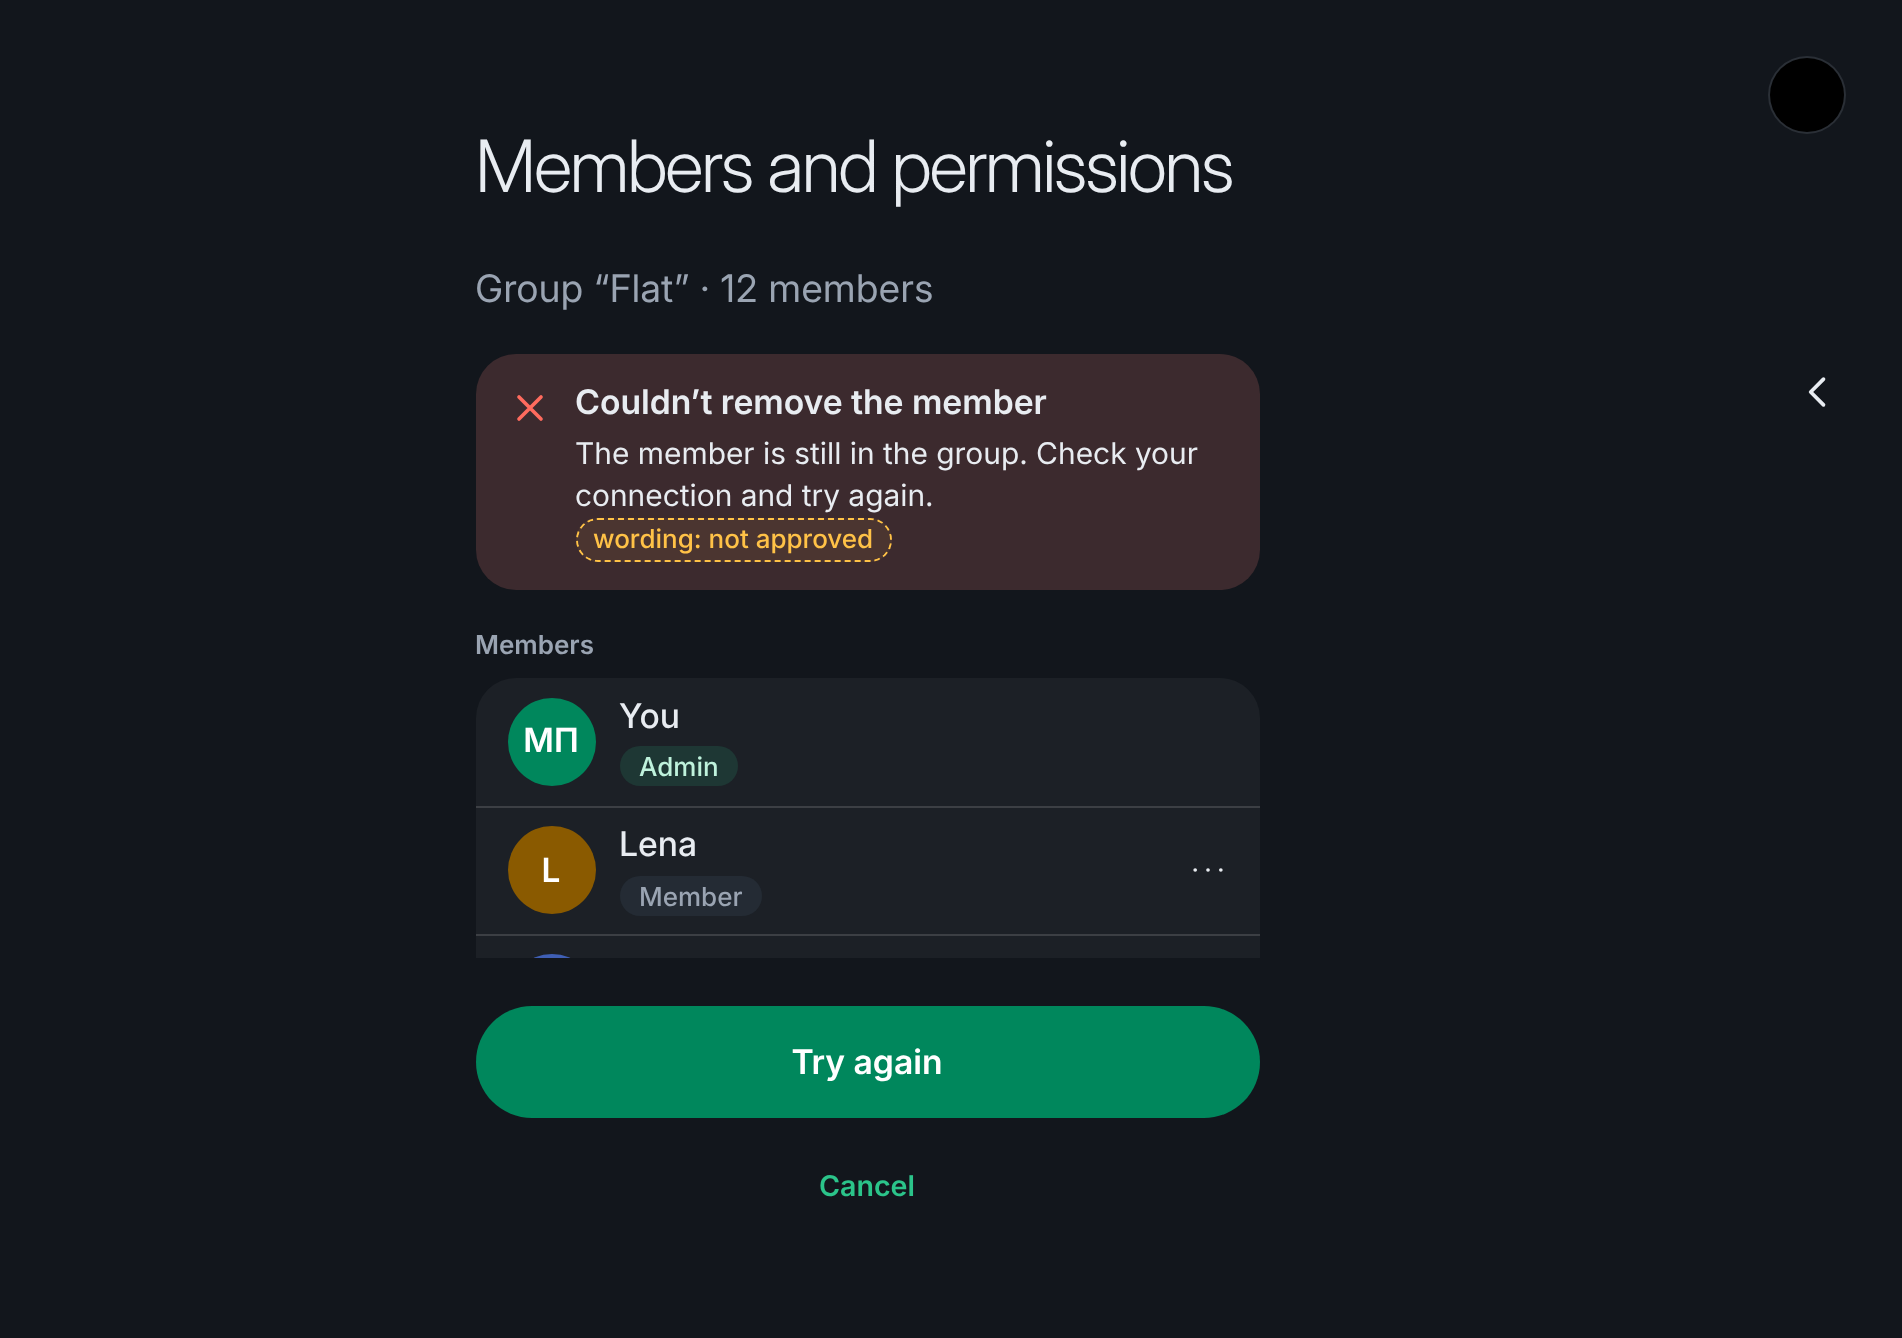 Members and permissions
Group “Flat” · 12 members
Couldn’t remove the member
The member is still in the group. Check your
connection and try again.
wording: not approved
Members
МП
You
Admin
L
Lena
Member
Try again
Cancel